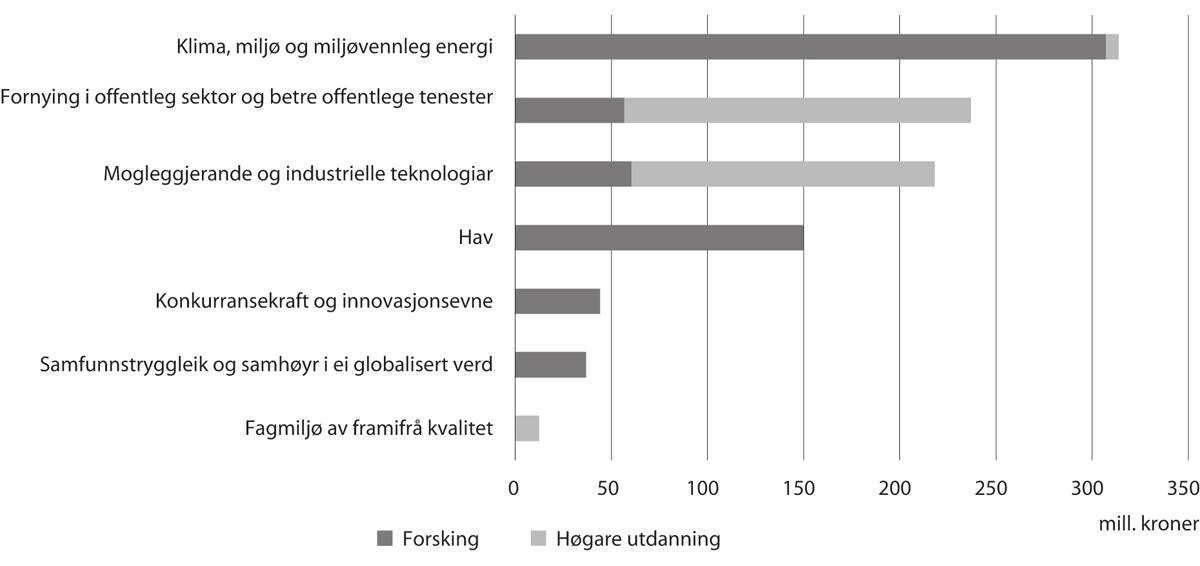 Klima, miljø og miljøvennleg energi
Fornying i offentleg sektor og betre offentlege tenester
Mogleggjerande og industrielle teknologiar
Hav
Konkurransekraft og innovasjonsevne
Samfunnstryggleik og samhøyr i ei globalisert verd
Fagmiljø av framifrå kvalitet
0 50 100 150 200 250 300 350
mill. kroner
Forsking Høgare utdanning